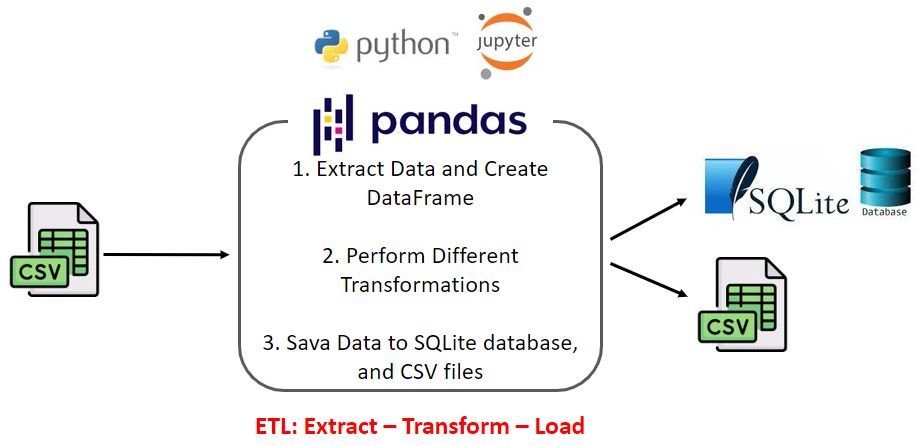 python™
jupyter
pandas
1. Extract Data and Create
DataFrame
2. Perform Different
Transformations
3. Sava Data to SQLite database,
and CSV files
CSV
SQLite
Database
CSV
ETL: Extract – Transform – Load